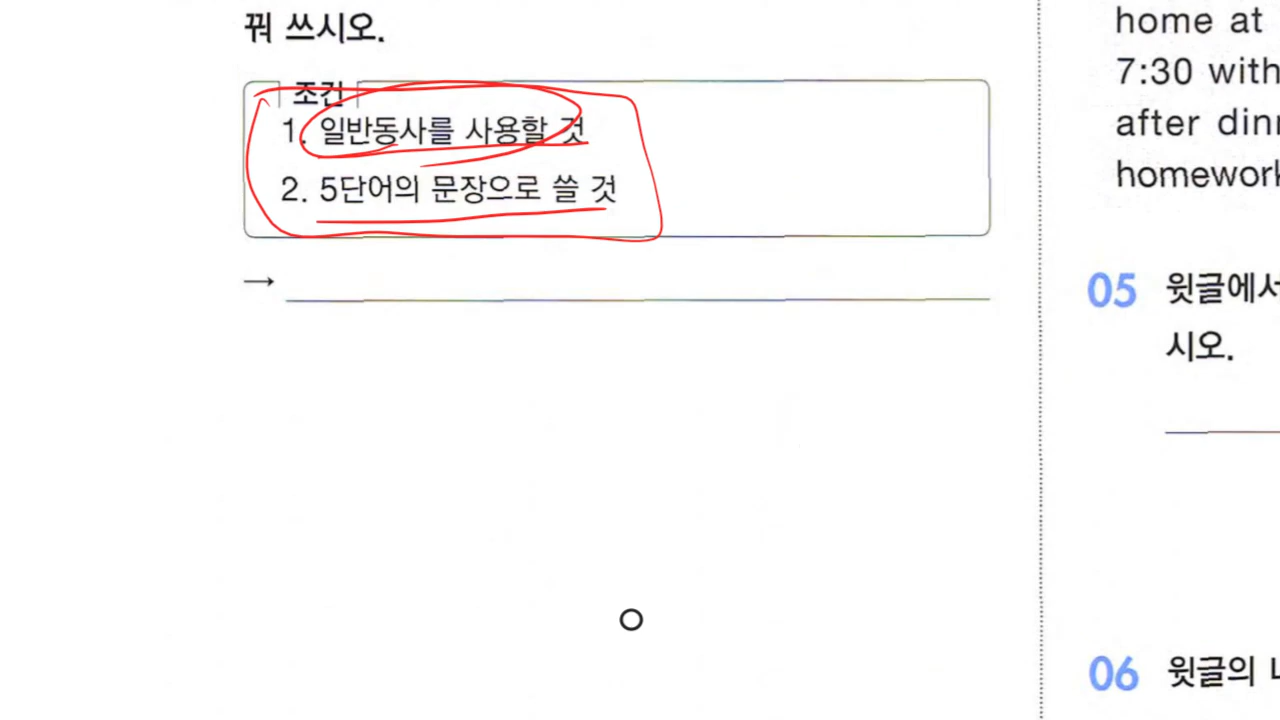 꿔 쓰시오.
조건
1. 일반동사를 사용할 것
2. 5단어의 문장으로 쓸 것
→
home at
7:30 with
after
homework
05 윗글에서
시오.
06 윗글의